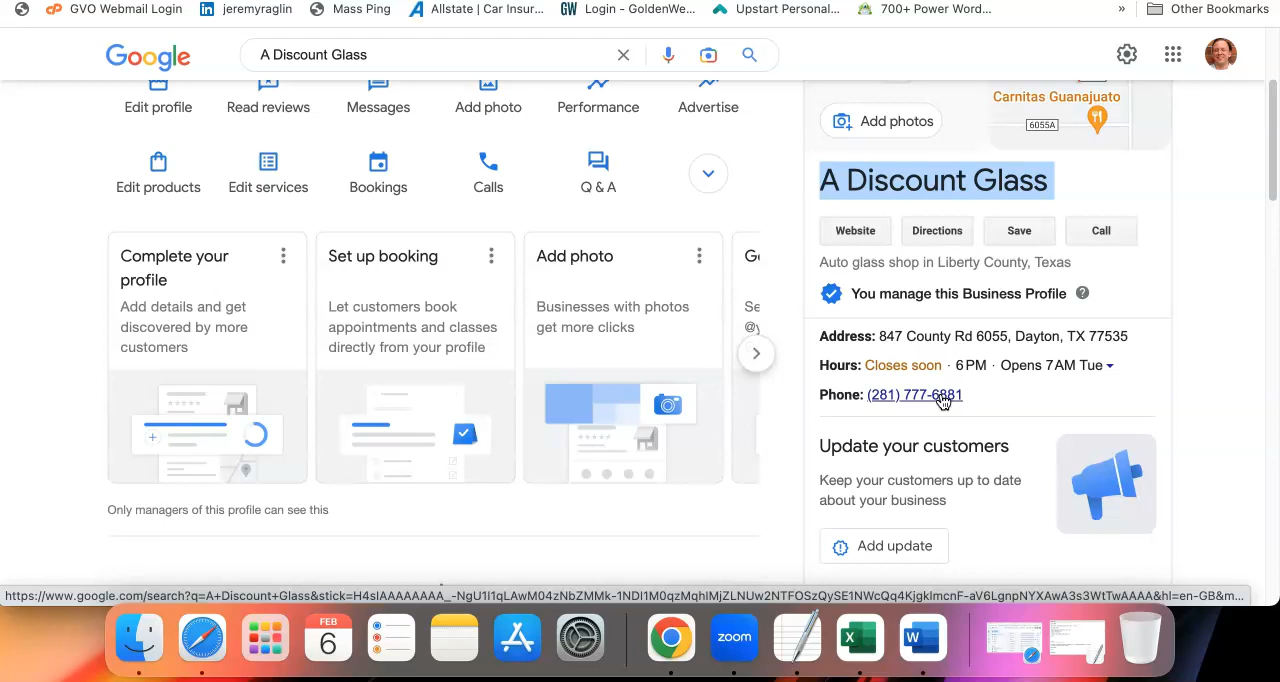 GVO Webmail Login
jeremyraglin
Mass Ping
Allstate | Car Insur...
GW
Login - GoldenWe...
Upstart Personal...
700+ Power Word...
»
Other Bookmarks
Google
A Discount Glass
Edit profile
Read reviews
Messages
Add photo
Performance
Advertise
Edit products
Edit services
Bookings
Calls
Q & A
Complete your
profile
Add details and get
discovered by more
customers
Set up booking
Let customers book
appointments and classes
directly from your profile
Add photo
Businesses with photos
get more clicks
Only managers of this profile can see this
Add photos
Carnitas Guanajuato
6055A
A Discount Glass
Website
Directions
Save
Call
Auto glass shop in Liberty County, Texas
You manage this Business Profile
Address: 847 County Rd 6055, Dayton, TX 77535
Hours: Closes soon · 6 PM · Opens 7 AM Tue
Phone: (281) 777-6881
Update your customers
Keep your customers up to date
about your business
Add update
FEB
6
zoom
X
W